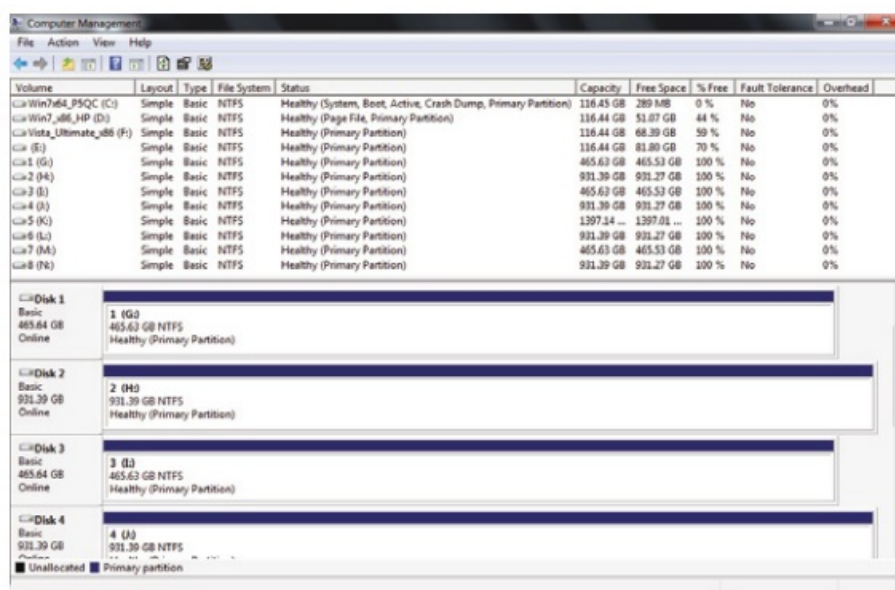 Computer Management
File Action View Help
Volume Layout Type File System Status Capacity Free Space % Free Fault Tolerance Overhead
Win7x64_P5QC (C:) Simple Basic NTFS Healthy (System, Boot, Active, Crash Dump, Primary Partition) 116.45 GB 289 MB 0 % No 0%
Win7_x86_HP (D:) Simple Basic NTFS Healthy (Page File, Primary Partition) 116.44 GB 51.07 GB 44 % No 0%
Vista_Ultimate_x86 (F:) Simple Basic NTFS Healthy (Primary Partition) 116.44 GB 68.39 GB 59 % No 0%
(E:) Simple Basic NTFS Healthy (Primary Partition) 116.44 GB 81.80 GB 70 % No 0%
1 (G:) Simple Basic NTFS Healthy (Primary Partition) 465.63 GB 465.53 GB 100 % No 0%
2 (H:) Simple Basic NTFS Healthy (Primary Partition) 931.39 GB 931.27 GB 100 % No 0%
3 (I:) Simple Basic NTFS Healthy (Primary Partition) 465.63 GB 465.53 GB 100 % No 0%
4 (J:) Simple Basic NTFS Healthy (Primary Partition) 931.39 GB 931.27 GB 100 % No 0%
5 (K:) Simple Basic NTFS Healthy (Primary Partition) 1397.14 ... 1397.01 ... 100 % No 0%
6 (L:) Simple Basic NTFS Healthy (Primary Partition) 931.39 GB 931.27 GB 100 % No 0%
7 (M:) Simple Basic NTFS Healthy (Primary Partition) 465.63 GB 465.53 GB 100 % No 0%
8 (N:) Simple Basic NTFS Healthy (Primary Partition) 931.39 GB 931.27 GB 100 % No 0%
Disk 1
Basic
465.64 GB
Online
1 (G:)
465.63 GB NTFS
Healthy (Primary Partition)
Disk 2
Basic
931.39 GB
Online
2 (H:)
931.39 GB NTFS
Healthy (Primary Partition)
Disk 3
Basic
465.64 GB
Online
3 (I:)
465.63 GB NTFS
Healthy (Primary Partition)
Disk 4
Basic
931.39 GB
4 (J:)
931.39 GB NTFS
Unallocated Primary partition